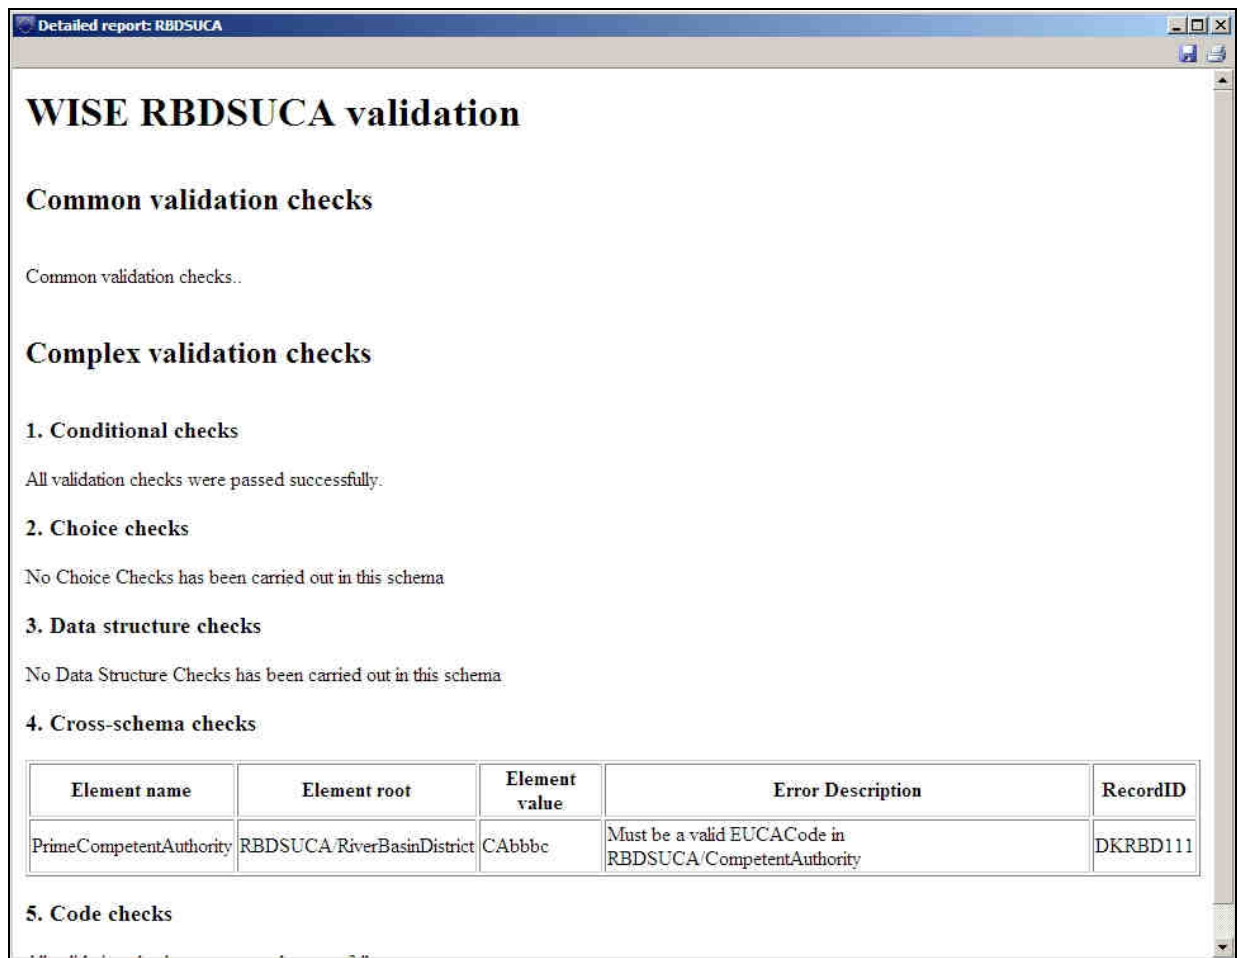 Detailed report: RBDSUCA
WISE RBDSUCA validation
Common validation checks
Common validation checks..
Complex validation checks
1. Conditional checks
All validation checks were passed successfully.
2. Choice checks
No Choice Checks has been carried out in this schema
3. Data structure checks
No Data Structure Checks has been carried out in this schema
4. Cross-schema checks
Element name Element root Element value Error Description RecordID
PrimeCompetentAuthority RBDSUCA/RiverBasinDistrict CAbbbc Must be a valid EUCACode in RBDSUCA/CompetentAuthority DKRBD111
5. Code checks